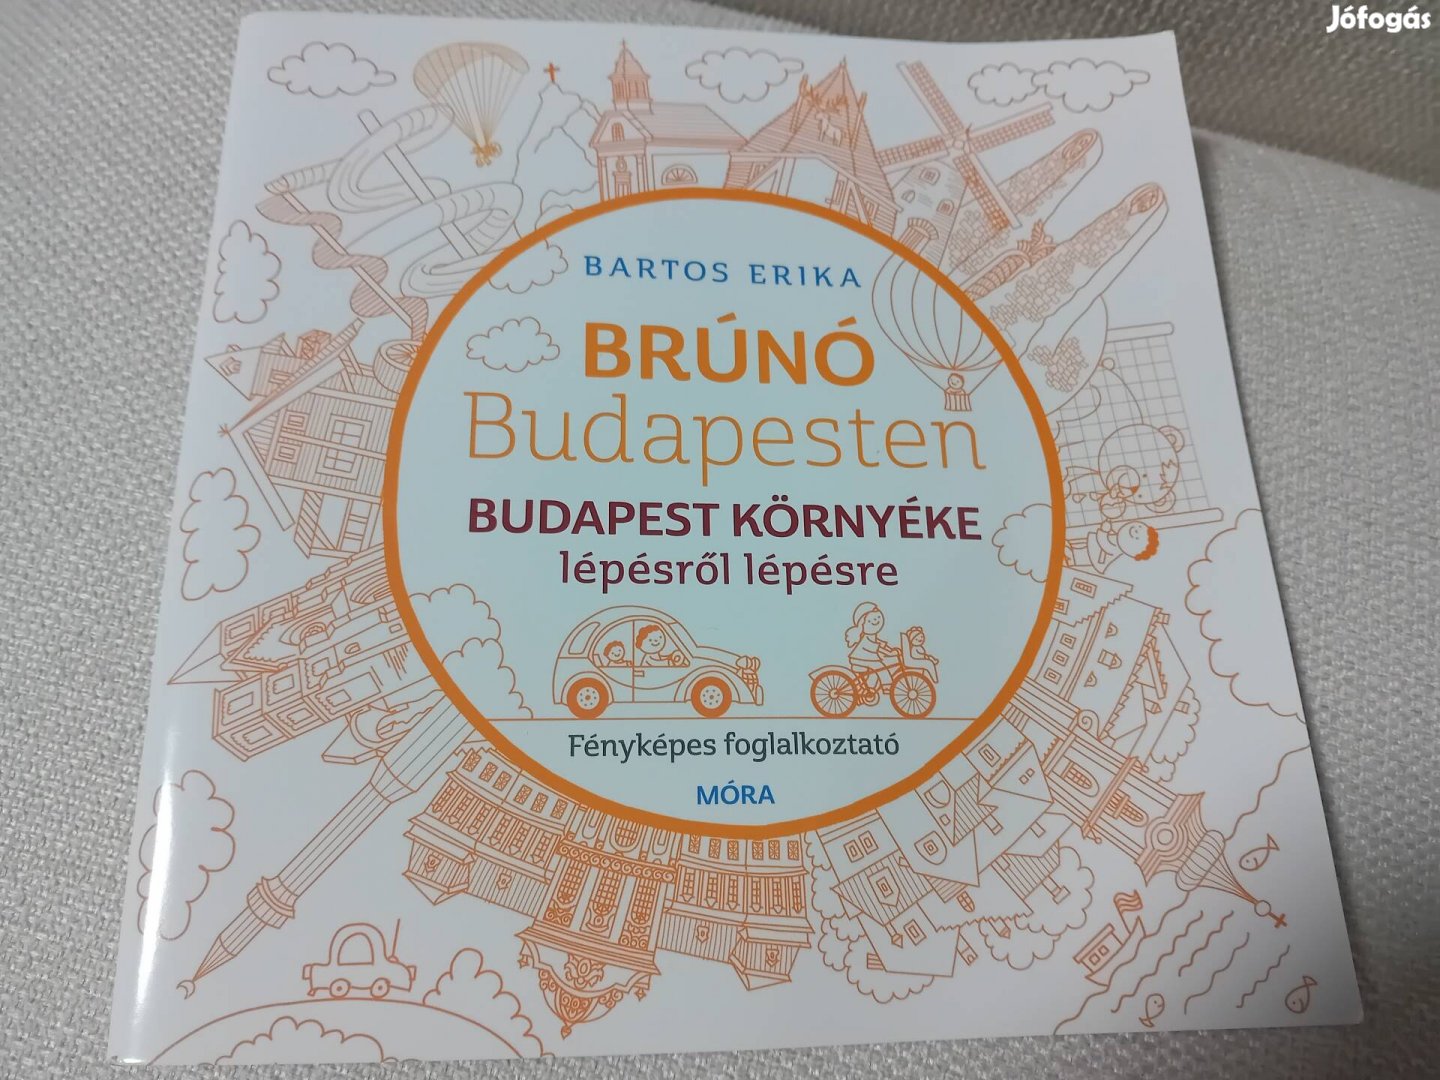 Jófogás
BARTOS ERIKA
BRÚNÓ
Budapesten
BUDAPEST KÖRNYÉKE
lépésről lépésre
Fényképes foglalkoztató
MÓRA